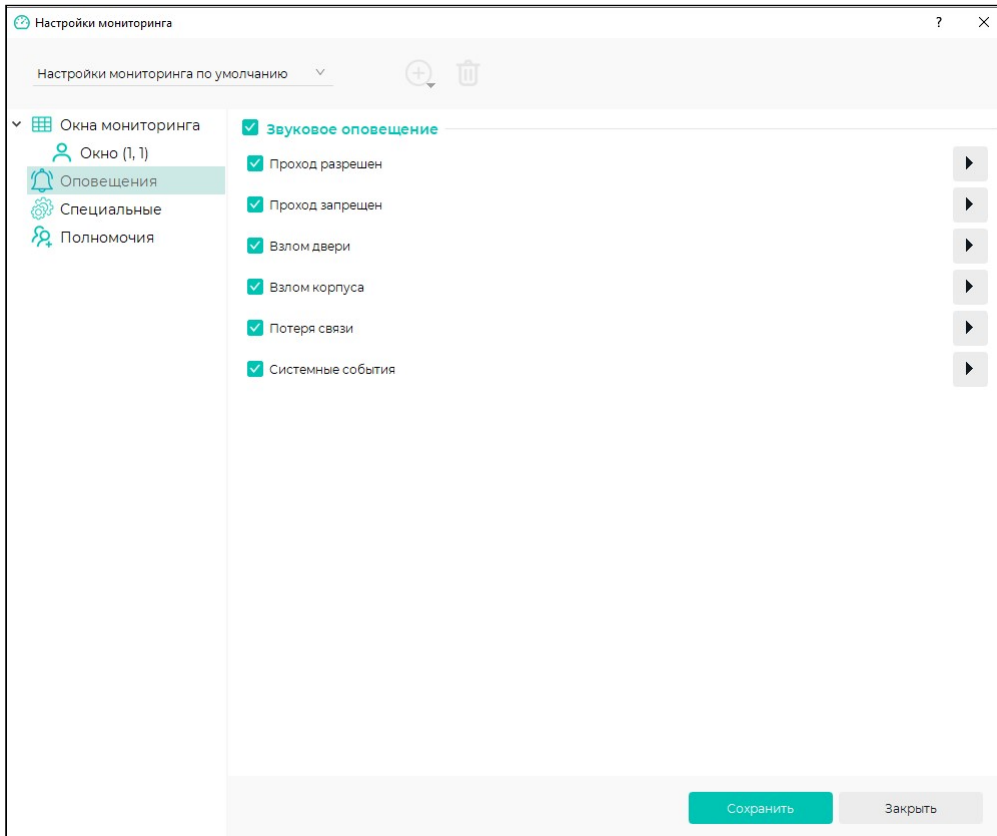 Настройки мониторинга
?
Настройки мониторинга по умолчанию
Окна мониторинга
Окно (1, 1)
Оповещения
Специальные
Полномочия
Звуковое оповещение
Проход разрешен
Проход запрещен
Взлом двери
Взлом корпуса
Потеря связи
Системные события
Сохранить
Закрыть